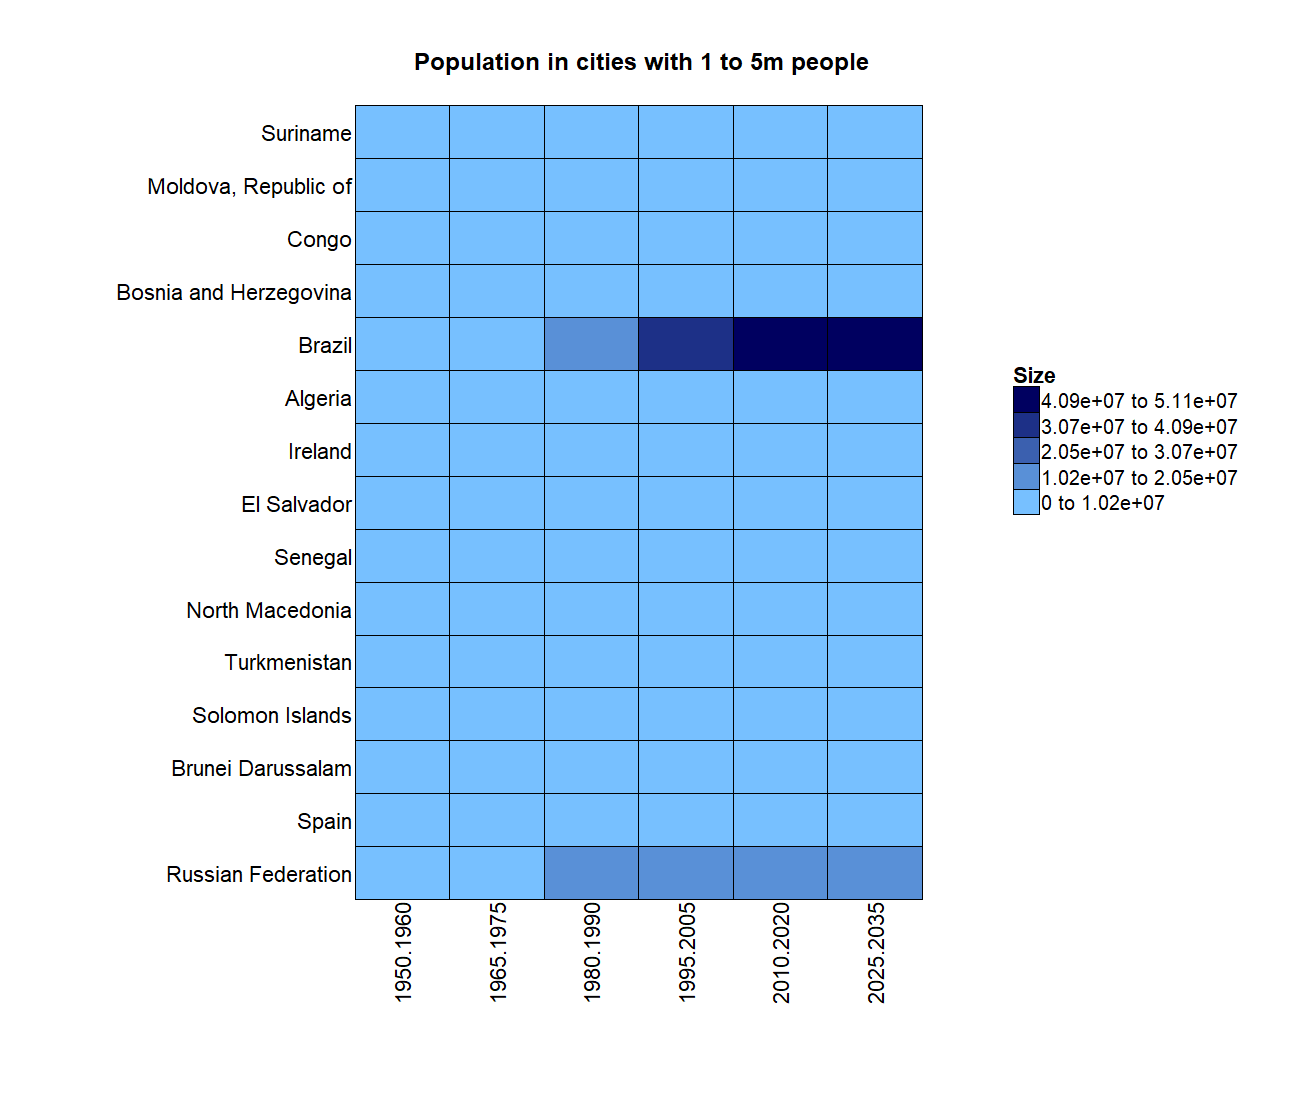 Population in cities with 1 to 5m people
Suriname
Moldova, Republic of
Congo
Bosnia and Herzegovina
Brazil
Algeria
Ireland
El Salvador
Senegal
North Macedonia
Turkmenistan
Solomon Islands
Brunei Darussalam
Spain
Russian Federation
1950.1960
1965.1975
1980.1990
1995.2005
2010.2020
2025.2035
Size
4.09e+07 to 5.11e+07
3.07e+07 to 4.09e+07
2.05e+07 to 3.07e+07
1.02e+07 to 2.05e+07
0 to 1.02e+07